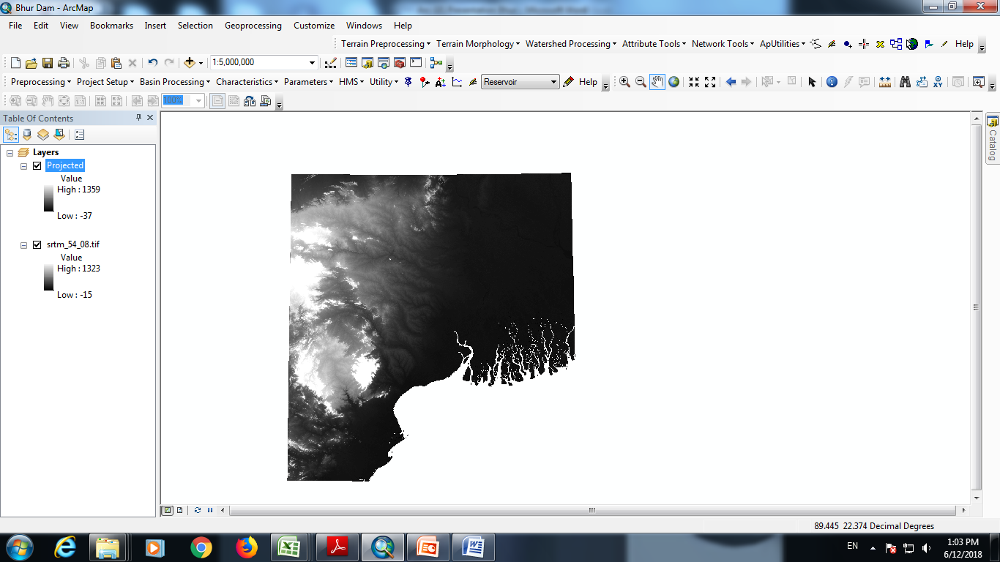 Bhur Dam - ArcMap
File Edit View Bookmarks Insert Selection Geoprocessing Customize Windows Help
Terrain Preprocessing Terrain Morphology Watershed Processing Attribute Tools Network Tools ApUtilities Help
1:5,000,000
Preprocessing Project Setup Basin Processing Characteristics Parameters HMS Utility Reservoir Help
100%
Table Of Contents
Layers
Projected
Value
High : 1359
Low : -37
srtm_54_08.tif
Value
High : 1323
Low : -15
Catalog
89.445 22.374 Decimal Degrees
EN
1:03 PM
6/12/2018